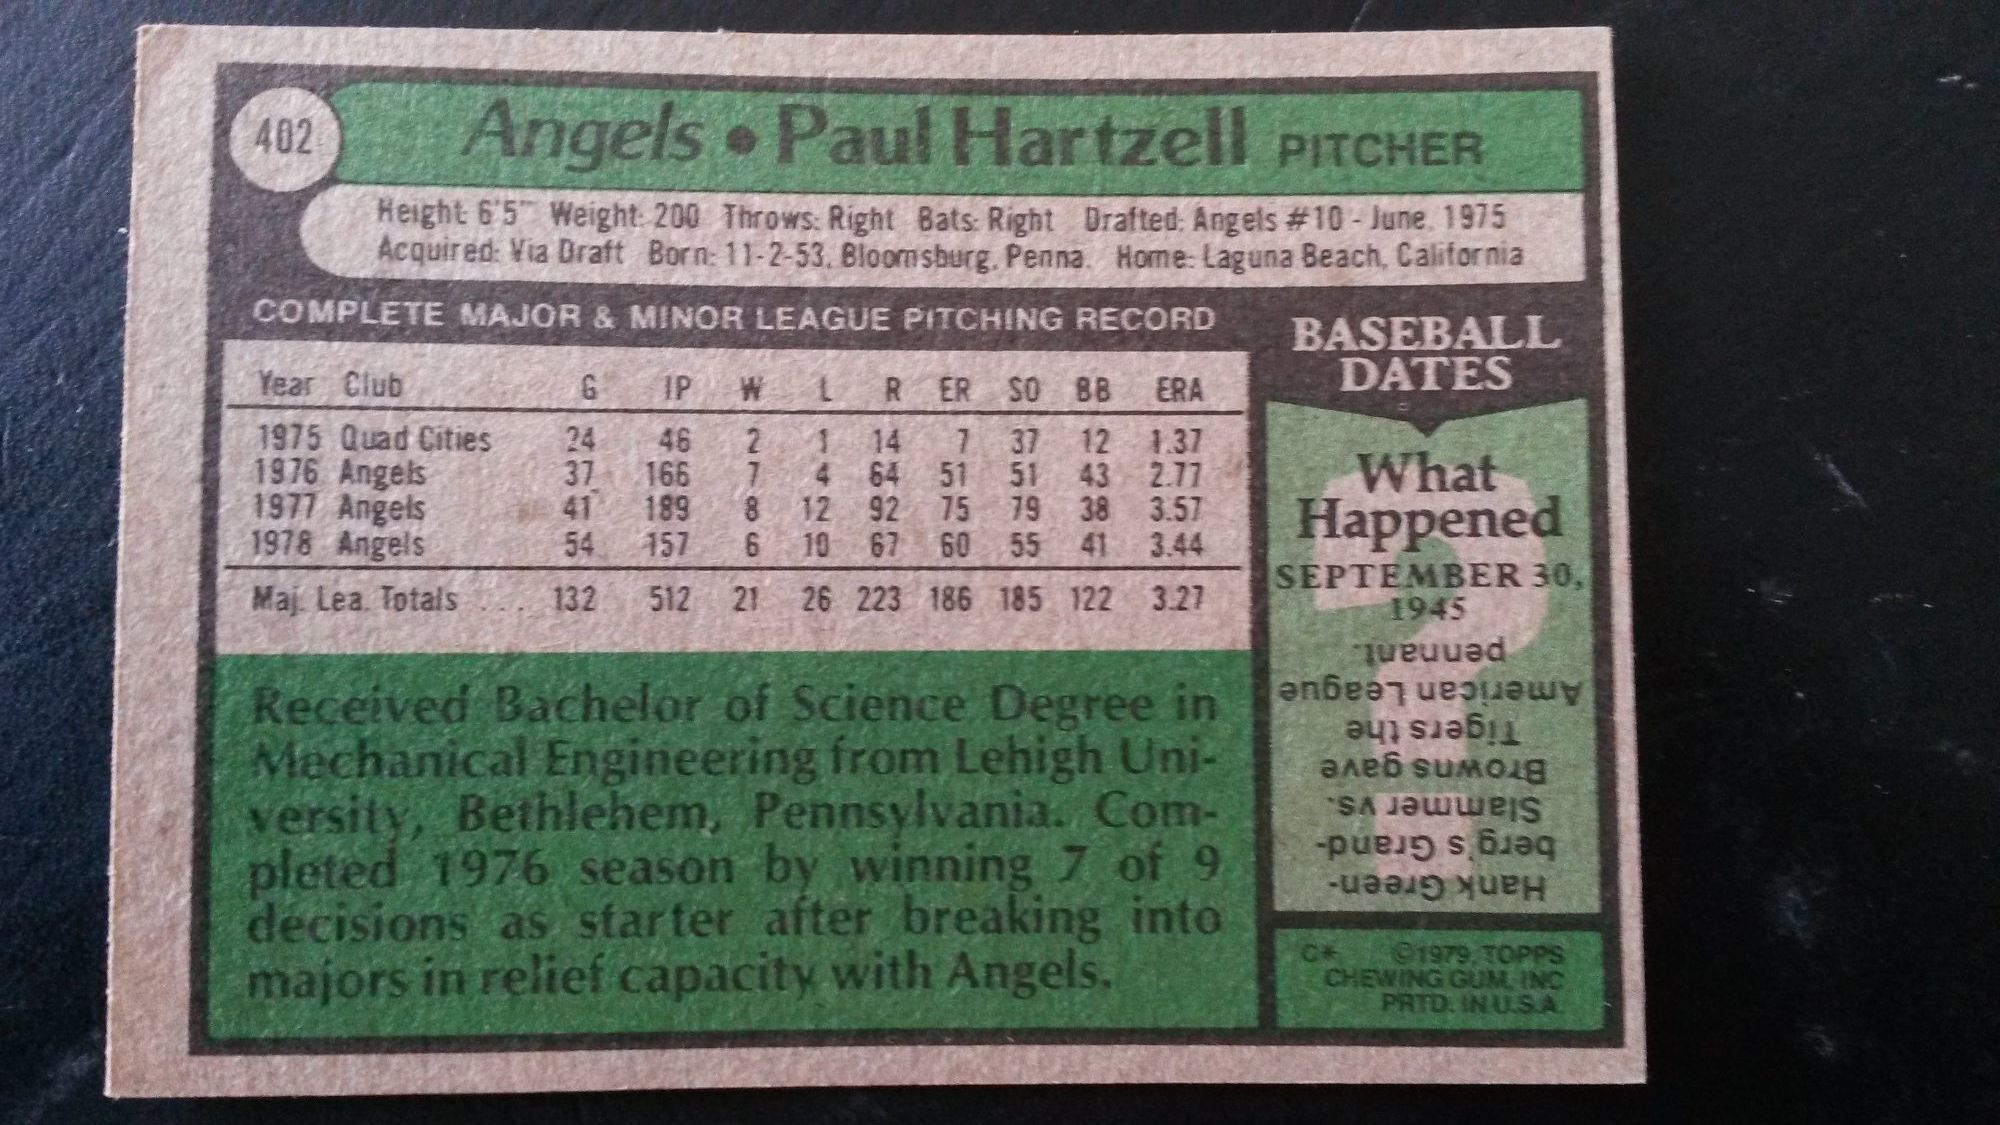 402
Angels • Paul Hartzell PITCHER
Height: 6'5" Weight: 200 Throws: Right Bats: Right Drafted: Angels #10 - June, 1975
Acquired: Via Draft Born: 11-2-53, Bloomsburg, Penna. Home: Laguna Beach, California
COMPLETE MAJOR & MINOR LEAGUE PITCHING RECORD
Year Club G IP W L R ER SO BB ERA
1975 Quad Cities 24 46 2 1 14 7 37 12 1.37
1976 Angels 37 166 7 4 64 51 51 43 2.77
1977 Angels 41 189 8 12 92 75 79 38 3.57
1978 Angels 54 157 6 10 67 60 55 41 3.44
Maj. Lea. Totals ... 132 512 21 26 223 186 185 122 3.27
Received Bachelor of Science Degree in
Mechanical Engineering from Lehigh Uni-
versity, Bethlehem, Pennsylvania. Com-
pleted 1976 season by winning 7 of 9
decisions as starter after breaking into
majors in relief capacity with Angels.
BASEBALL
DATES
What
Happened
SEPTEMBER 30,
1945
Hank Green-
berg's Grand-
Slammer vs.
Browns gave
Tigers the
American League
pennant.
C* ©1979, TOPPS
CHEWING GUM, INC
PRTD. IN U.S.A.